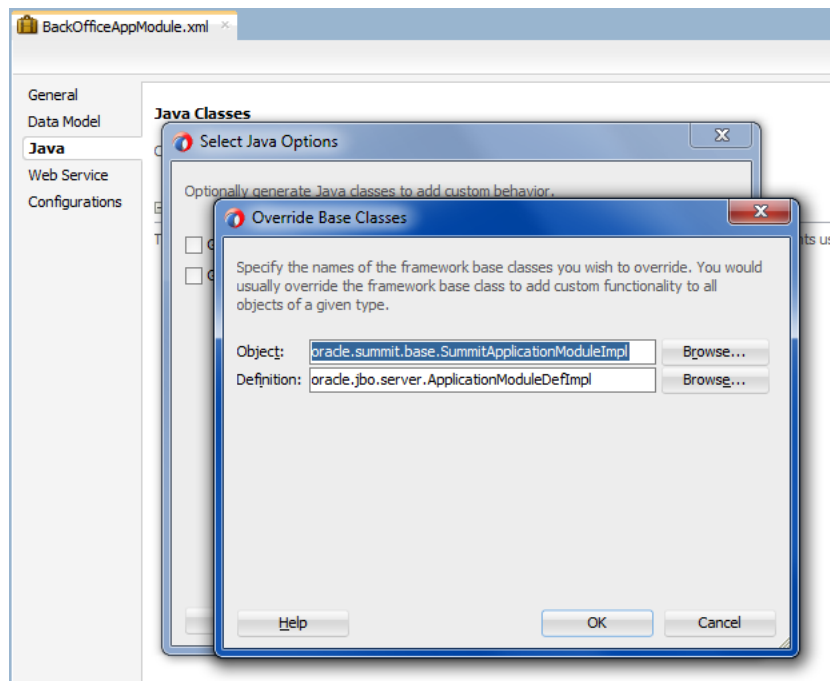 BackOfficeAppModule.xml
General
Data Model
Java
Web Service
Configurations
Java Classes
Select Java Options
Optionally generate Java classes to add custom behavior.
Override Base Classes
Specify the names of the framework base classes you wish to override. You would
usually override the framework base class to add custom functionality to all
objects of a given type.
Object: oracle.summit.base.SummitApplicationModuleImpl Browse...
Definition: oracle.jbo.server.ApplicationModuleDefImpl Browse...
Help OK Cancel